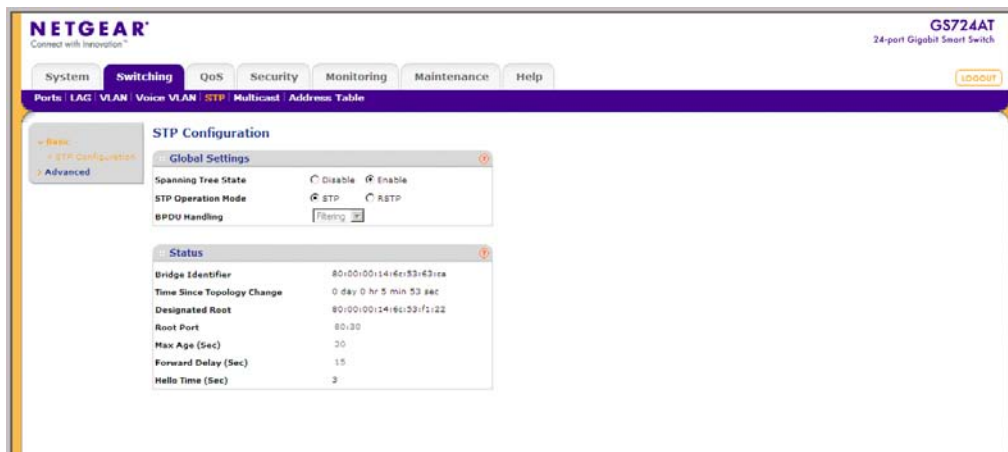 NETGEAR
Connect with Innovation™
GS724AT
24-port Gigabit Smart Switch
System Switching QoS Security Monitoring Maintenance Help
LOGOUT
Ports LAG VLAN Voice VLAN STP Multicast Address Table
Basic
STP Configuration
Advanced
STP Configuration
Global Settings
Spanning Tree State Disable Enable
STP Operation Mode STP RSTP
BPDU Handling Filtering
Status
Bridge Identifier 80:00:00:14:6c:53:63:ca
Time Since Topology Change 0 day 0 hr 5 min 53 sec
Designated Root 80:00:00:14:6c:53:f1:22
Root Port 80:30
Max Age (Sec) 20
Forward Delay (Sec) 15
Hello Time (Sec) 3